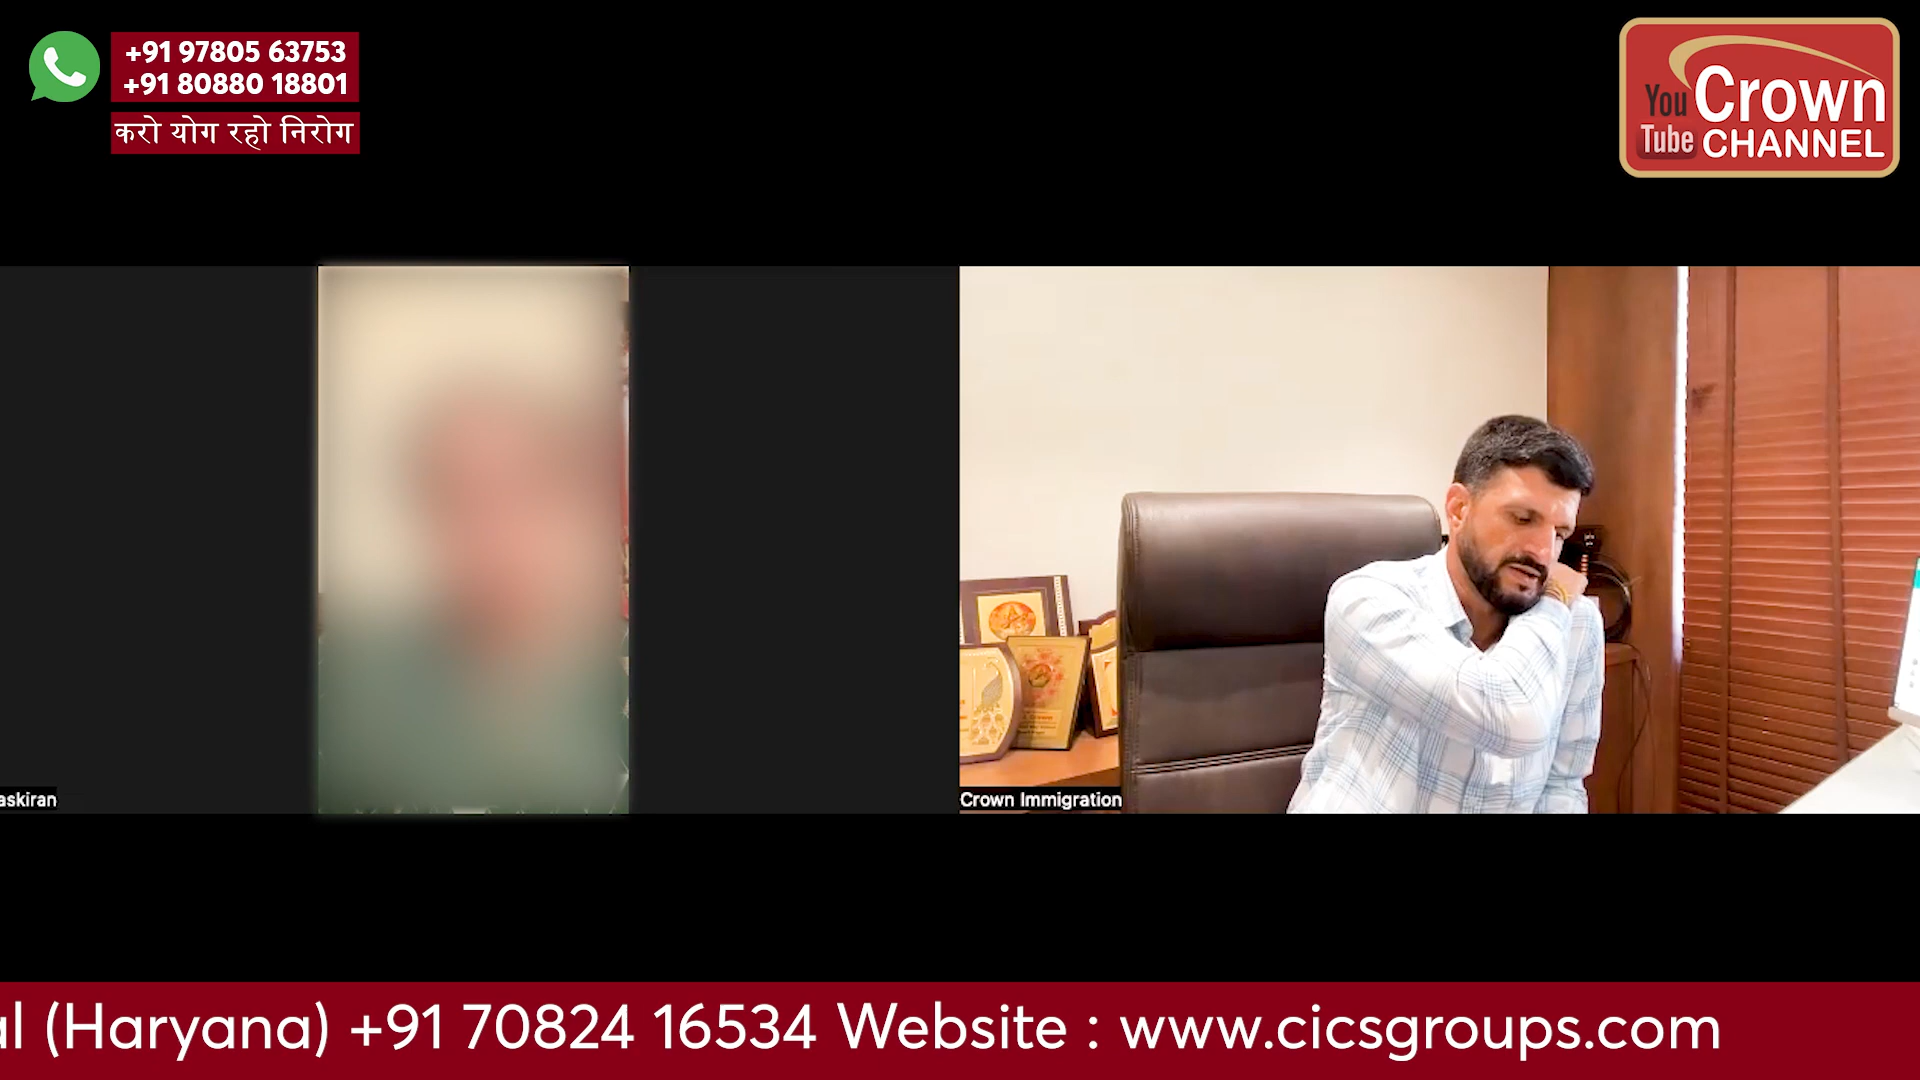 +91 97805 63753
+91 80880 18801
करो योग रहो निरोग
You
Tube
Crown
CHANNEL
askiran
Crown Immigration
al (Haryana) +91 70824 16534 Website : www.cicsgroups.com